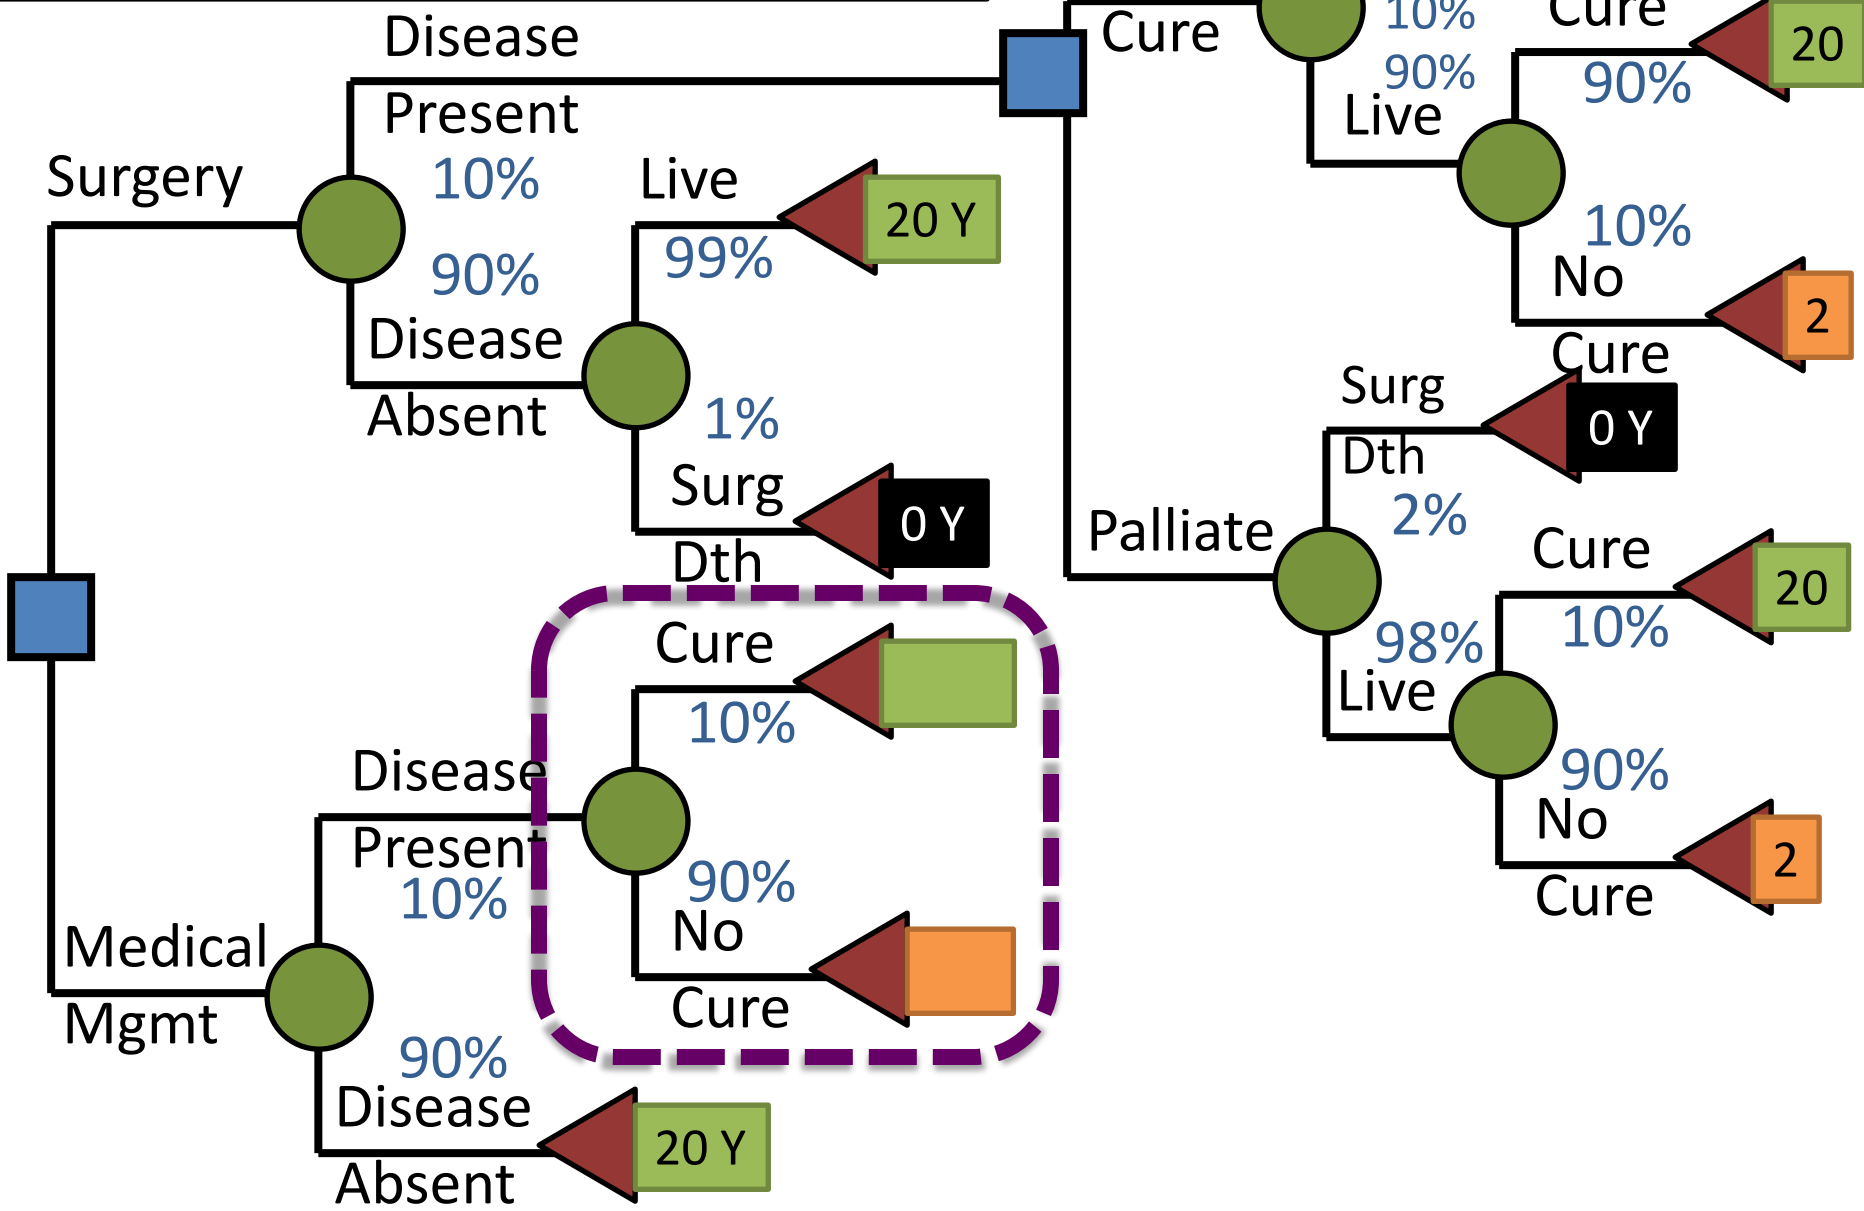 Disease
Present
10%
90%
Disease
Absent
Surgery
Live
99%
20 Y
1%
Surg
Dth
0 Y
Cure
10%
90%
Live
Cure
90%
20
10%
No
Cure
2
Surg
Dth
2%
0 Y
Palliate
98%
Live
Cure
10%
20
90%
No
Cure
2
Medical
Mgmt
Disease
Present
10%
90%
Disease
Absent
20 Y
Cure
10%
90%
No
Cure